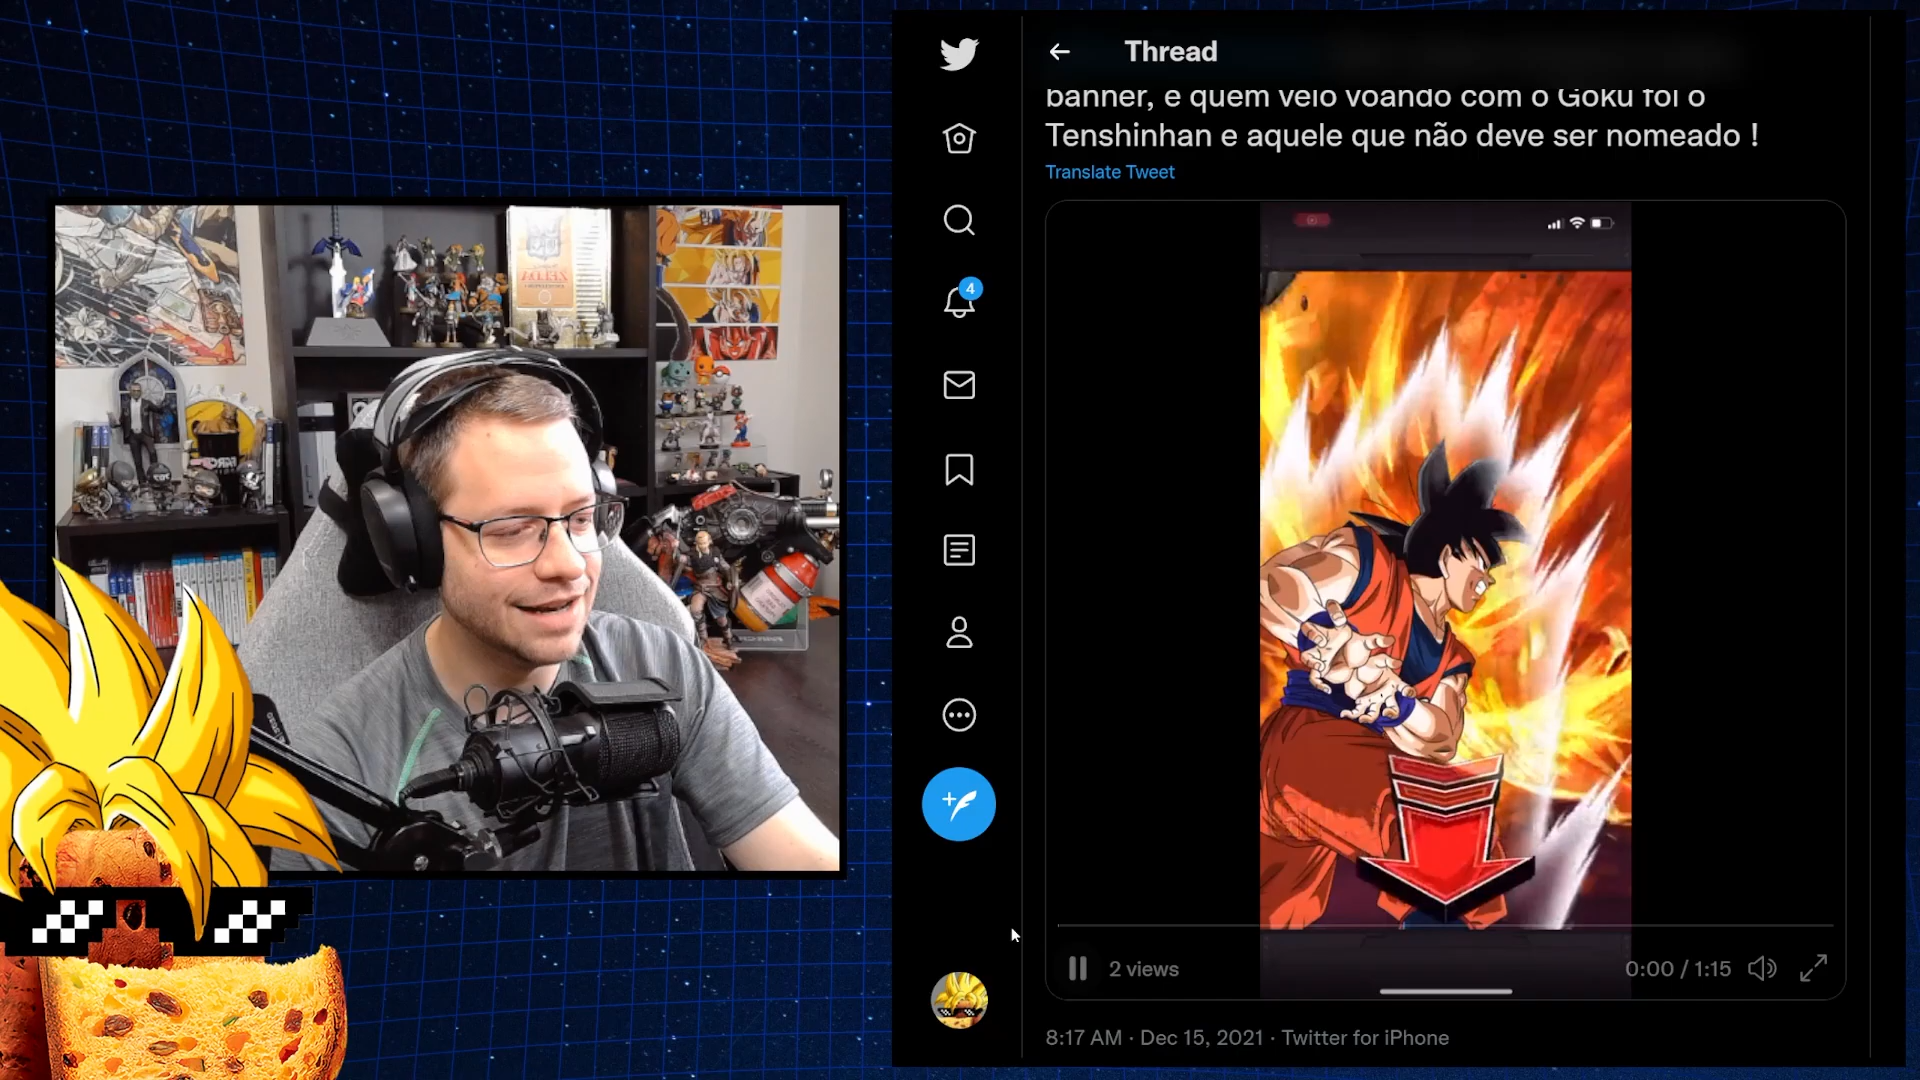 Thread
banner, e quem veio voando com o Goku foi o
Tenshinhan e aquele que não deve ser nomeado !
Translate Tweet
4
2 views
0:00 / 1:15
8:17 AM · Dec 15, 2021 · Twitter for iPhone